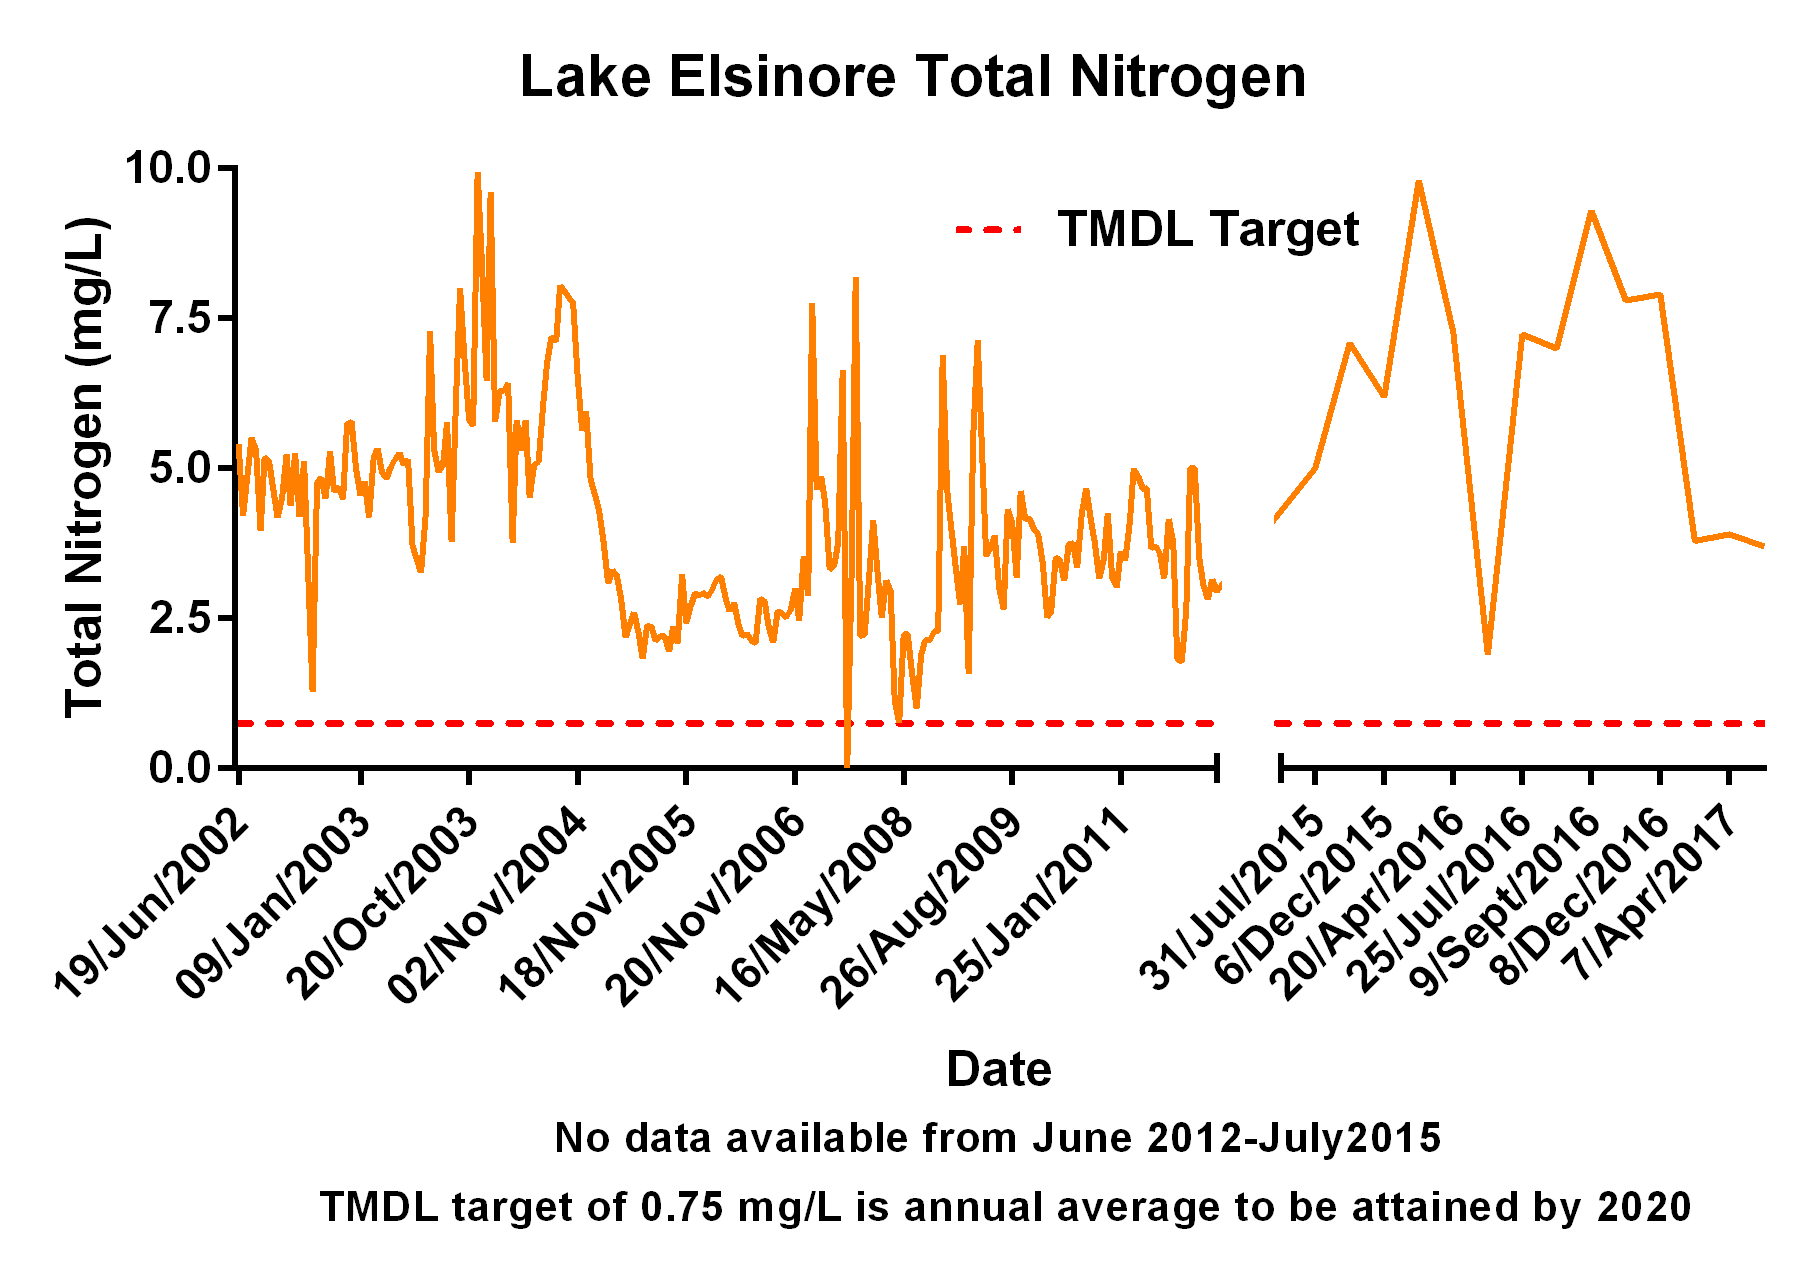 Lake Elsinore Total Nitrogen
10.0
7.5
5.0
2.5
0.0
Total Nitrogen (mg/L)
TMDL Target
19/Jun/2002
09/Jan/2003
20/Oct/2003
02/Nov/2004
18/Nov/2005
20/Nov/2006
16/May/2008
26/Aug/2009
25/Jan/2011
31/Jul/2015
6/Dec/2015
20/Apr/2016
25/Jul/2016
9/Sept/2016
8/Dec/2016
7/Apr/2017
Date
No data available from June 2012-July2015
TMDL target of 0.75 mg/L is annual average to be attained by 2020